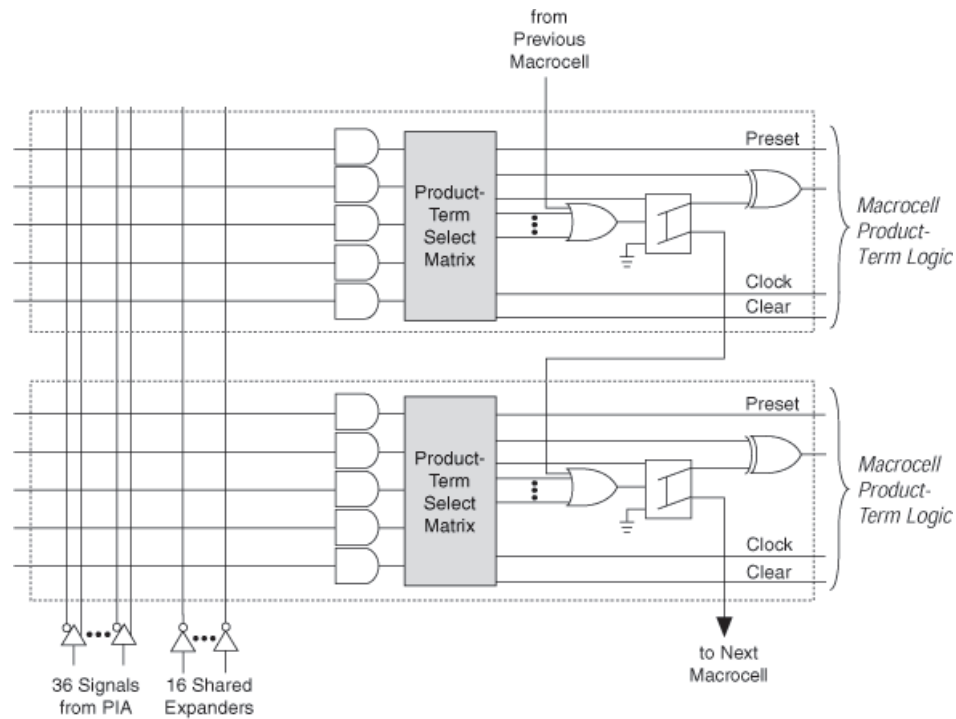 from
Previous
Macrocell
Preset
Product-
Term
Select
Matrix
Macrocell
Product-
Term Logic
Clock
Clear
Preset
Product-
Term
Select
Matrix
Macrocell
Product-
Term Logic
Clock
Clear
36 Signals
from PIA
16 Shared
Expanders
to Next
Macrocell